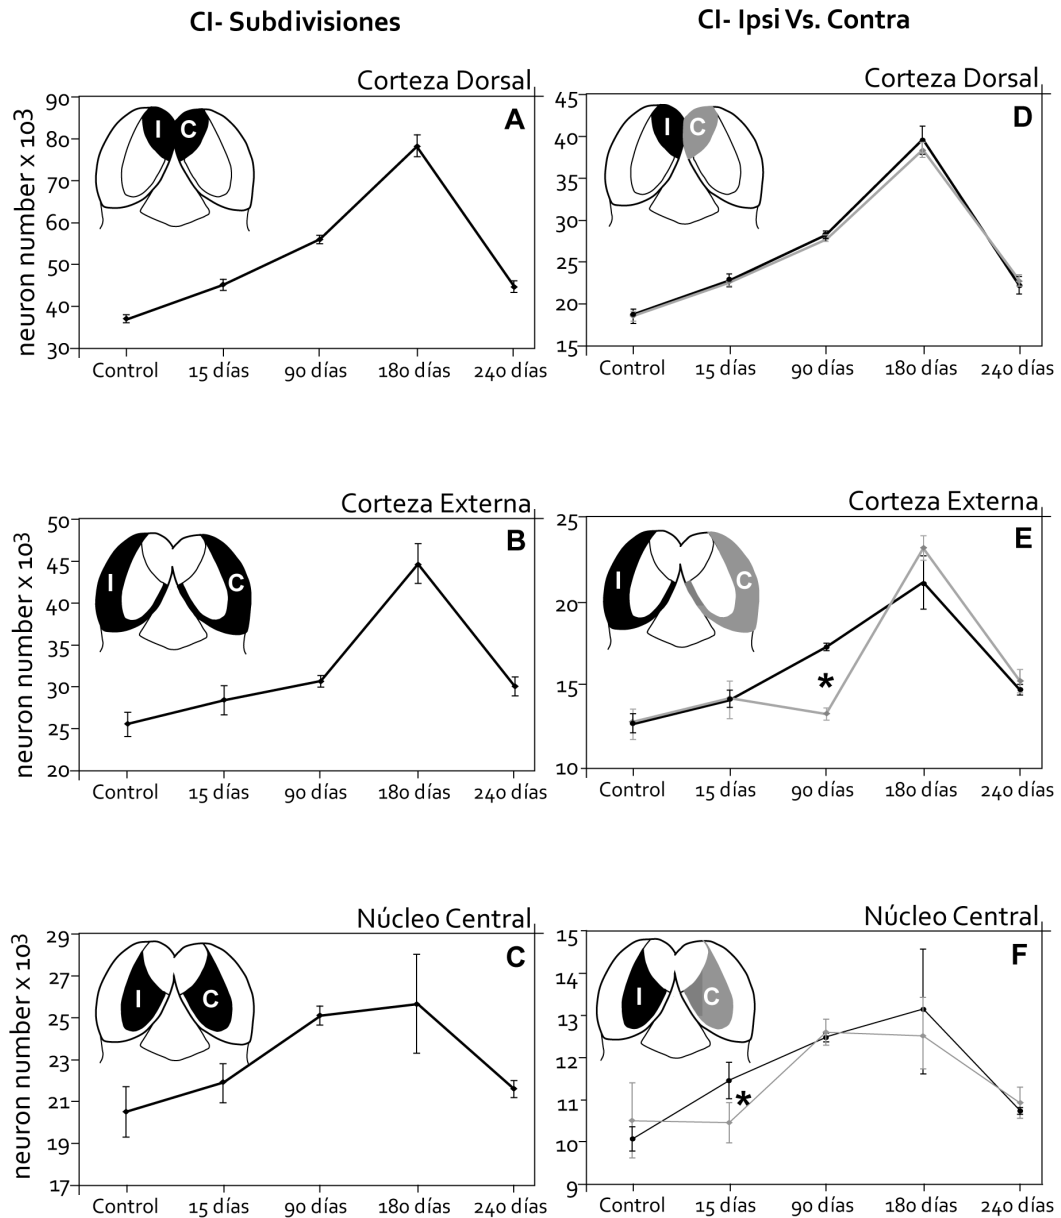 CI- Subdivisiones
CI- Ipsi Vs. Contra
Corteza Dorsal
A
I C
neuron number x 103
90
80
70
60
50
40
30
Control 15 días 90 días 180 días 240 días
Corteza Dorsal
D
I C
45
40
35
30
25
20
15
Control 15 días 90 días 180 días 240 días
Corteza Externa
B
I C
neuron number x 103
50
45
40
35
30
25
20
Control 15 días 90 días 180 días 240 días
Corteza Externa
E
I C
25
20
15
10
*
Control 15 días 90 días 180 días 240 días
Núcleo Central
C
I C
neuron number x 103
29
27
25
23
21
19
17
Control 15 días 90 días 180 días 240 días
Núcleo Central
F
I C
15
14
13
12
11
10
9
*
Control 15 días 90 días 180 días 240 días